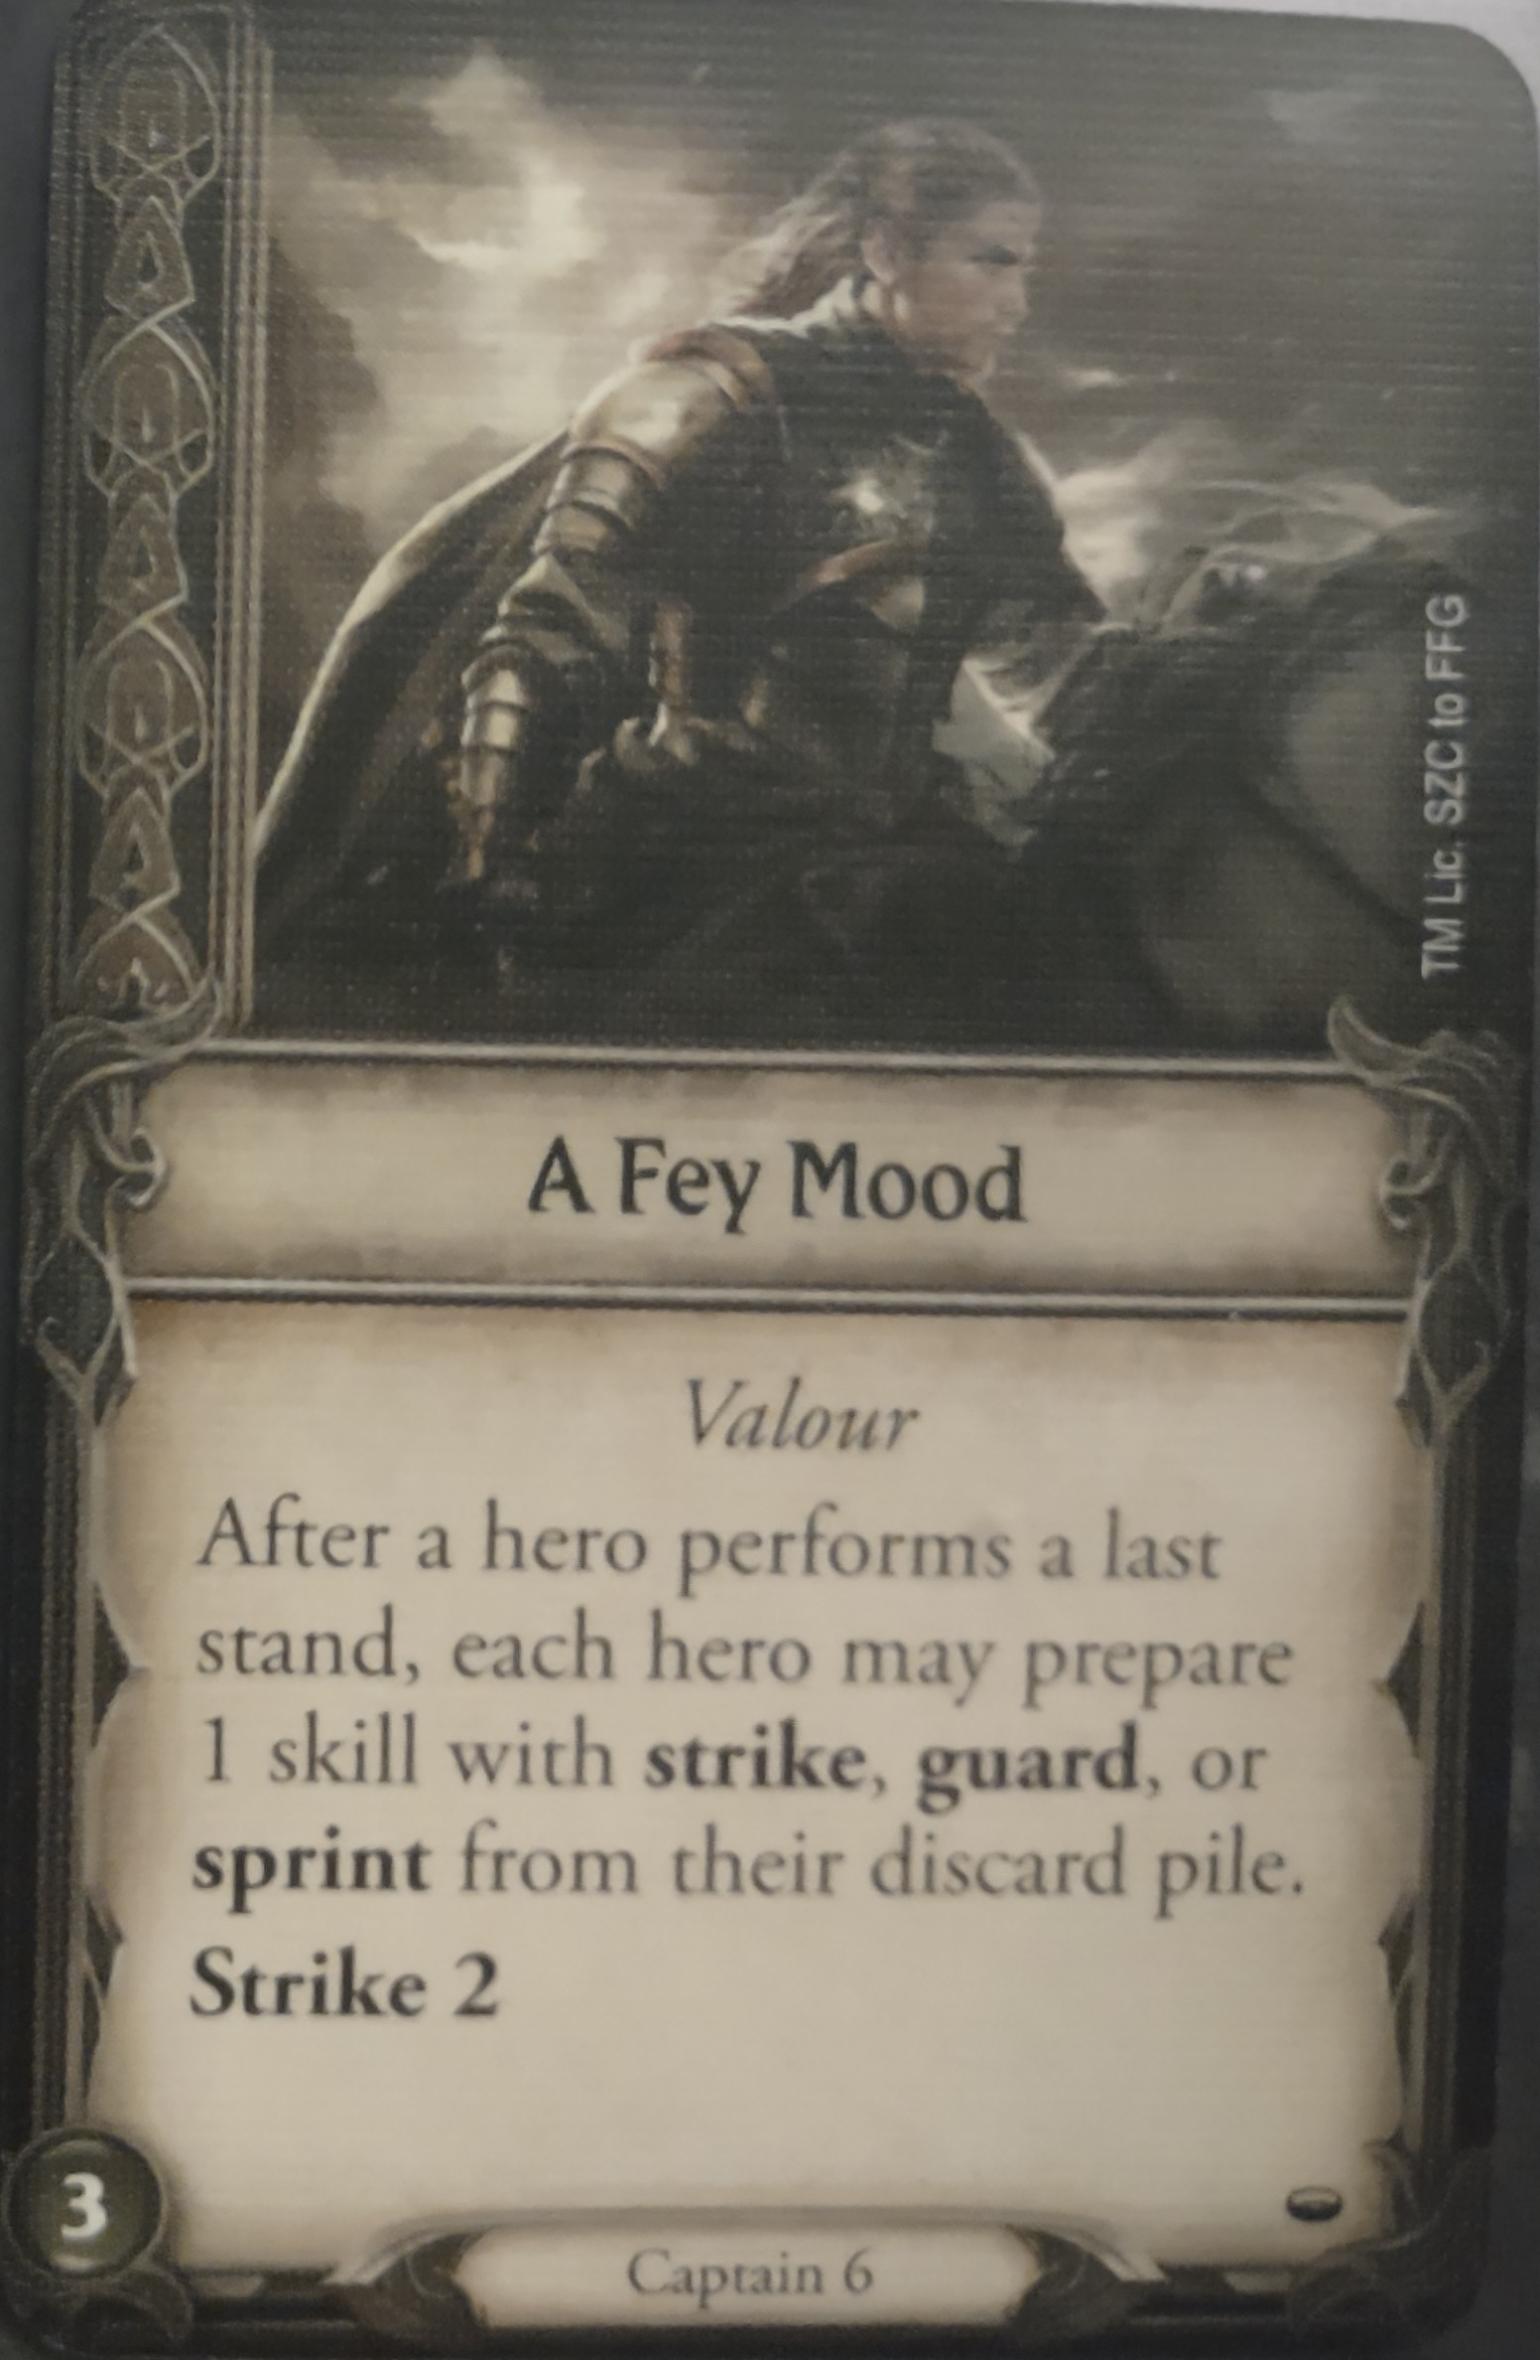 TM Lic. SZC to FFG
A Fey Mood
Valour
After a hero performs a last
stand, each hero may prepare
1 skill with strike, guard, or
sprint from their discard pile.
Strike 2
3
Captain 6